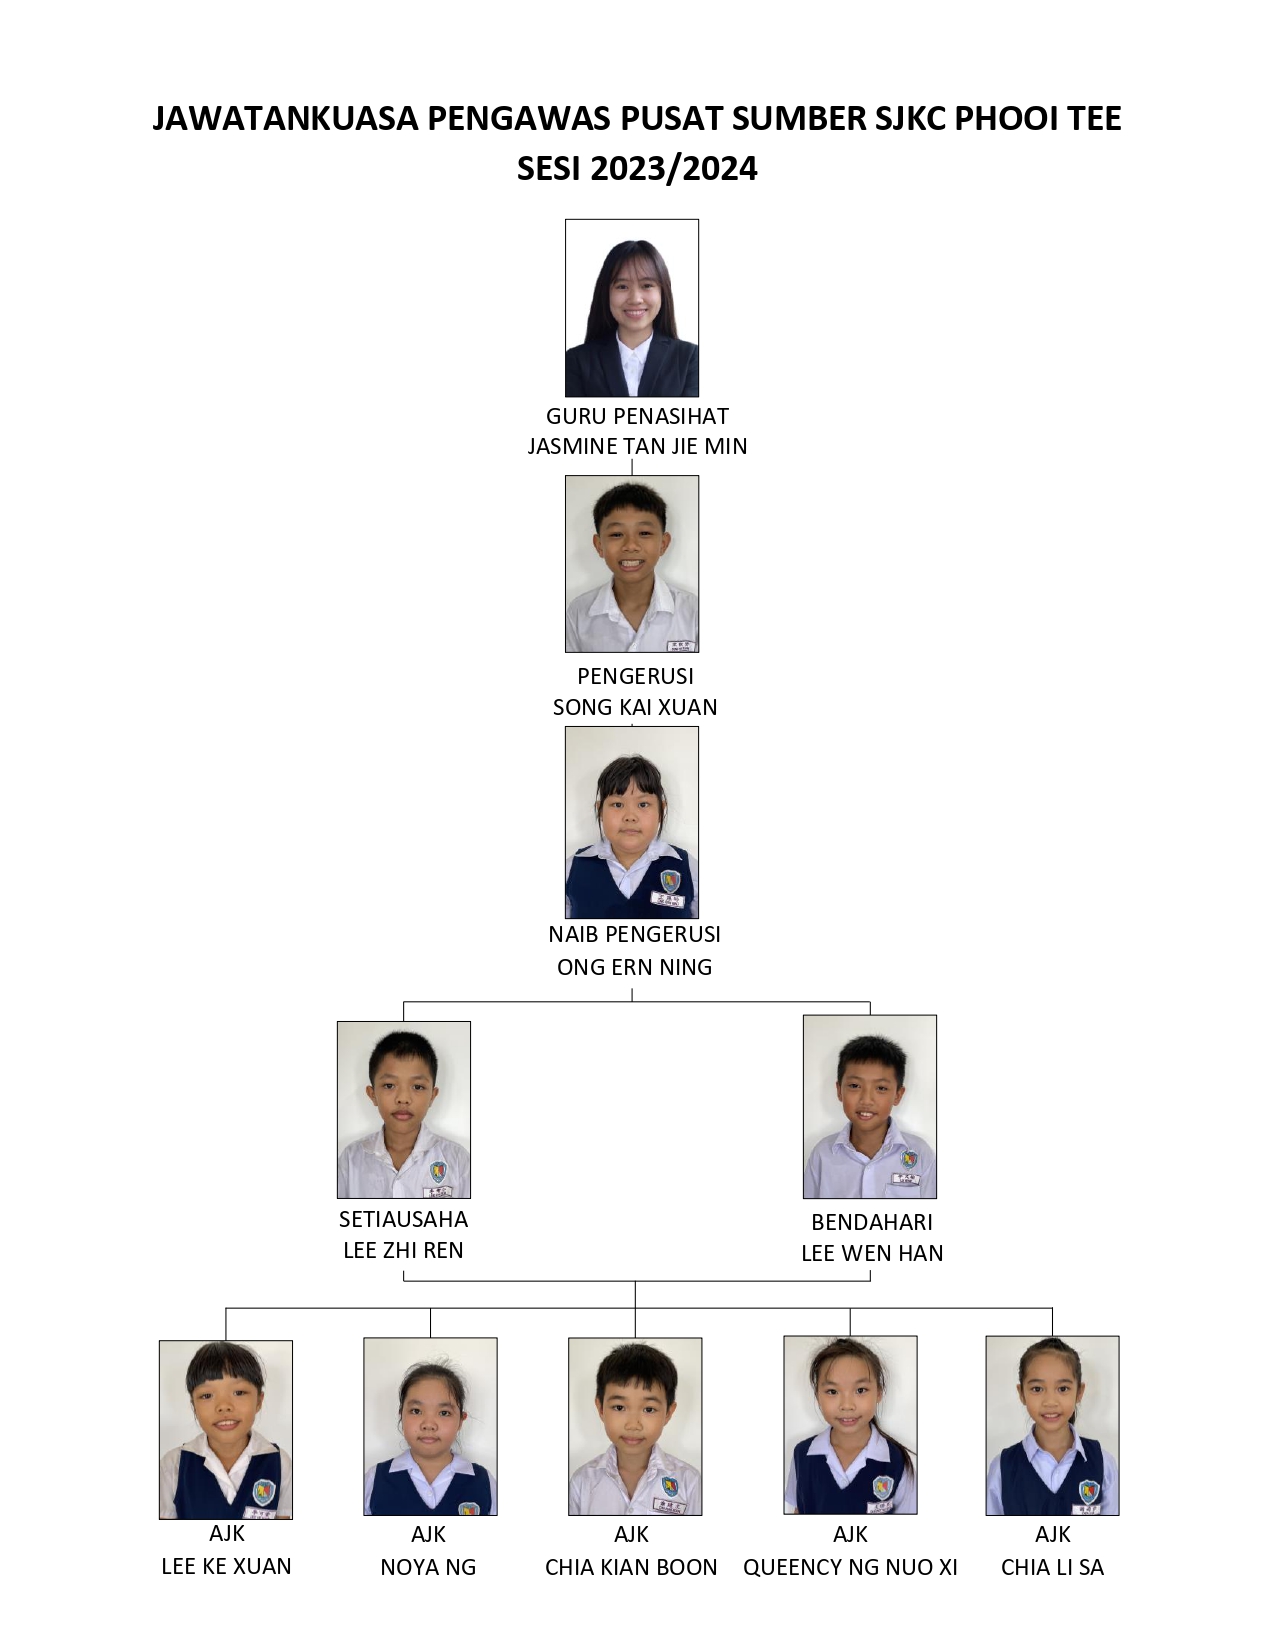 JAWATANKUASA PENGAWAS PUSAT SUMBER SJKC PHOOI TEE
SESI 2023/2024
GURU PENASIHAT
JASMINE TAN JIE MIN
PENGERUSI
SONG KAI XUAN
NAIB PENGERUSI
ONG ERN NING
SETIAUSAHA
LEE ZHI REN
BENDAHARI
LEE WEN HAN
AJK
LEE KE XUAN
AJK
NOYA NG
AJK
CHIA KIAN BOON
AJK
QUEENCY NG NUO XI
AJK
CHIA LI SA